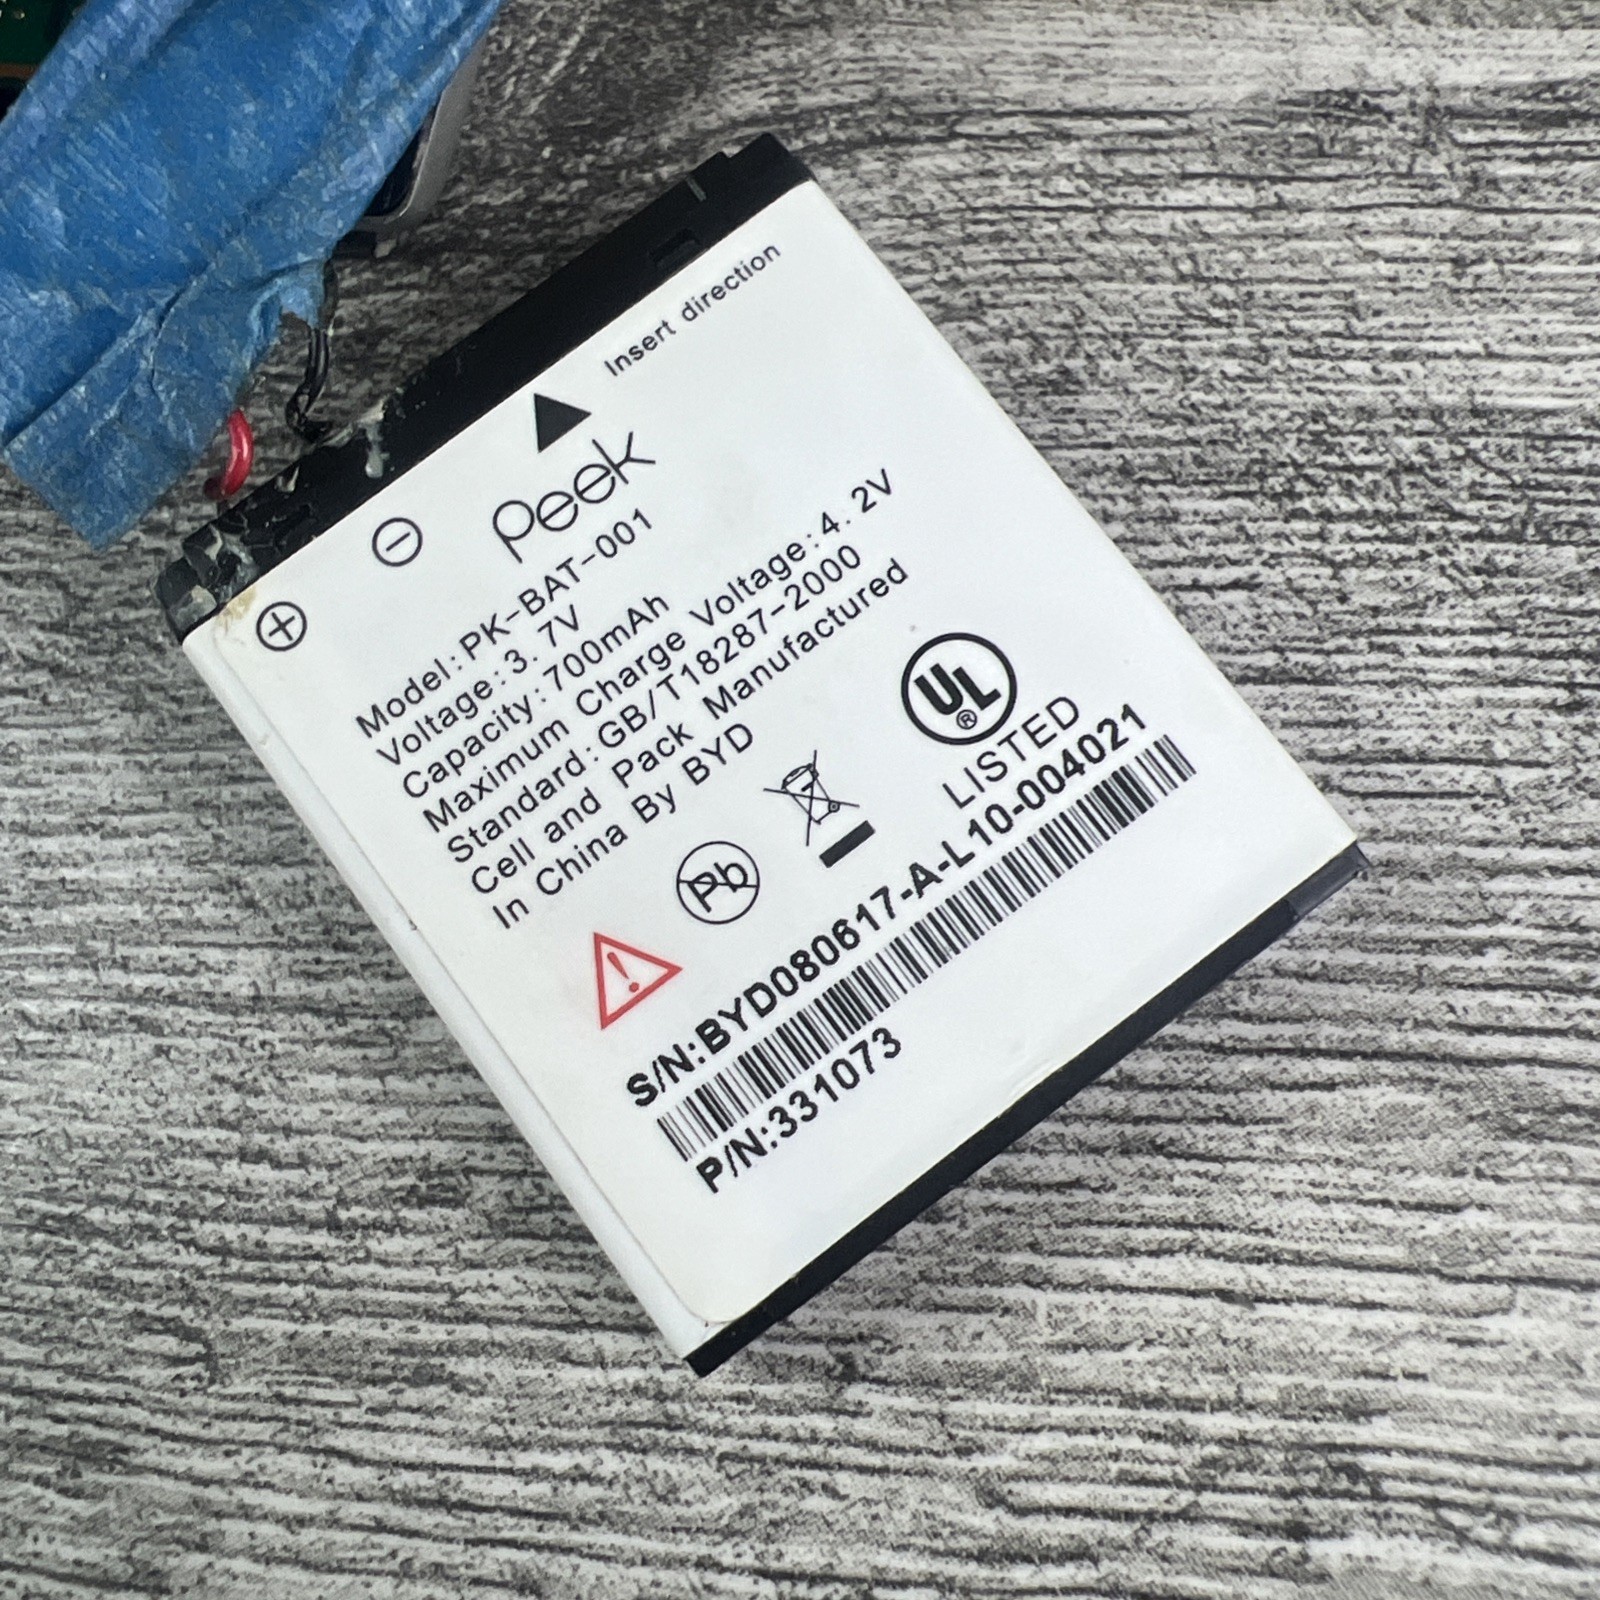 Insert direction
peek
Model:PK-BAT-001
Voltage:3.7V
Capacity:700mAh
Maximum Charge Voltage:4.2V
Standard:GB/T18287-2000
Cell and Pack Manufactured
In China By BYD
Pb
UL
®
LISTED
S/N:BYD080617-A-L10-004021
P/N:331073